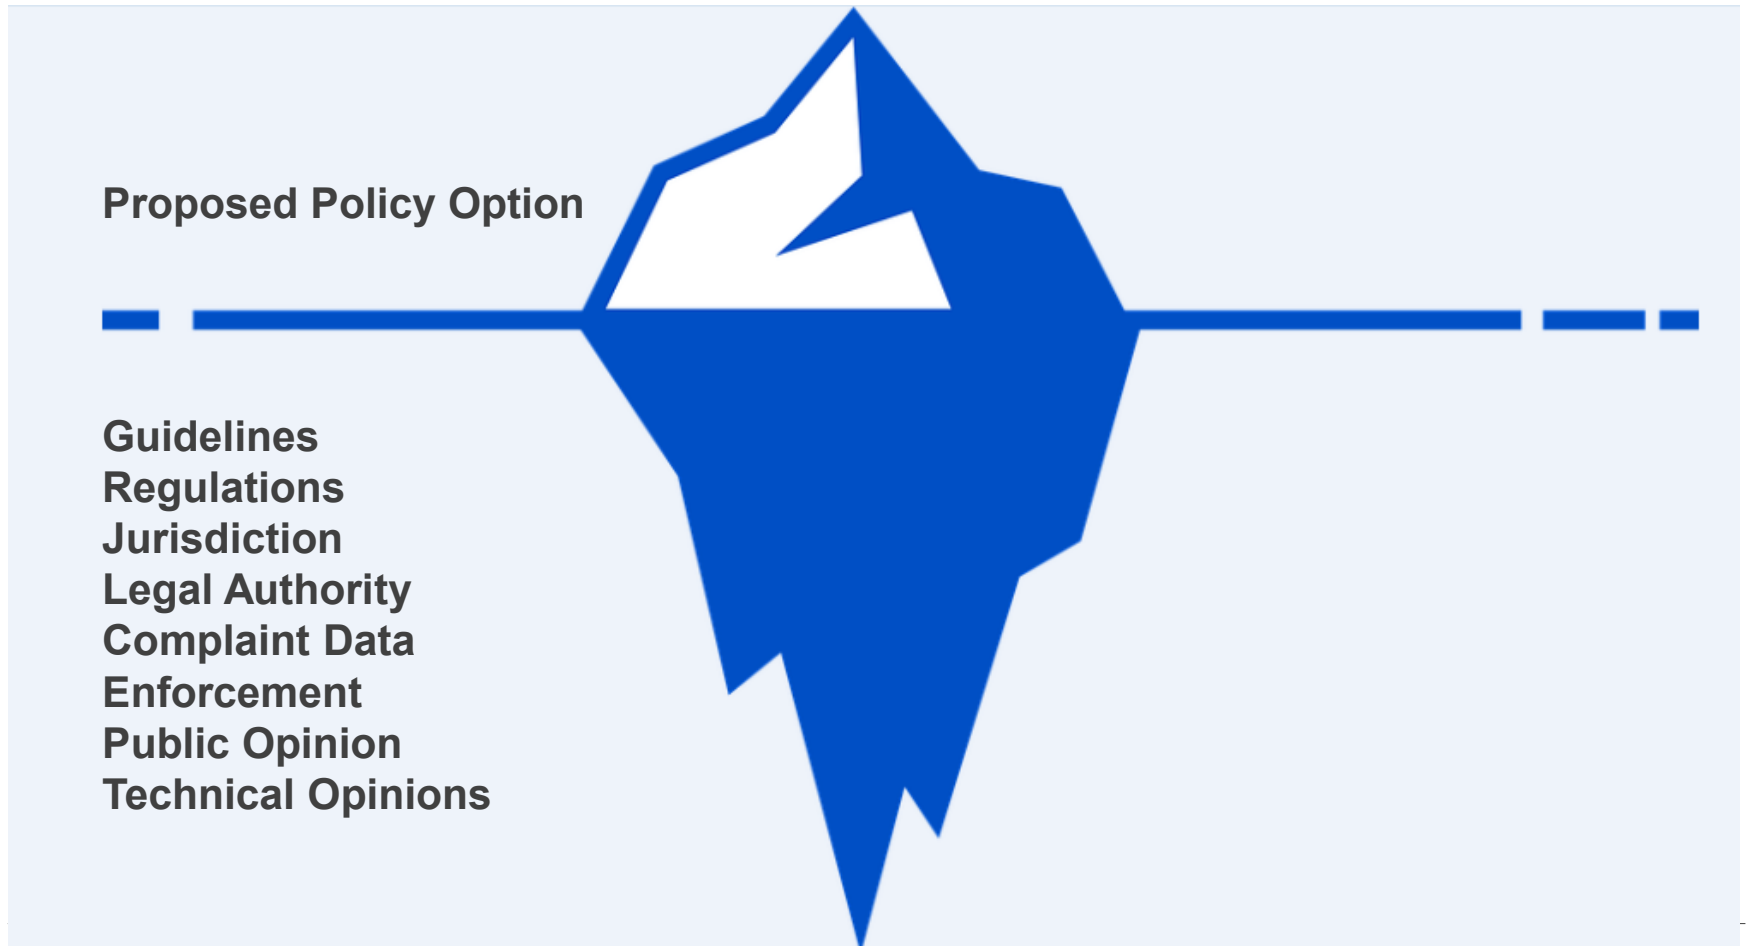 Proposed Policy Option
Guidelines
Regulations
Jurisdiction
Legal Authority
Complaint Data
Enforcement
Public Opinion
Technical Opinions